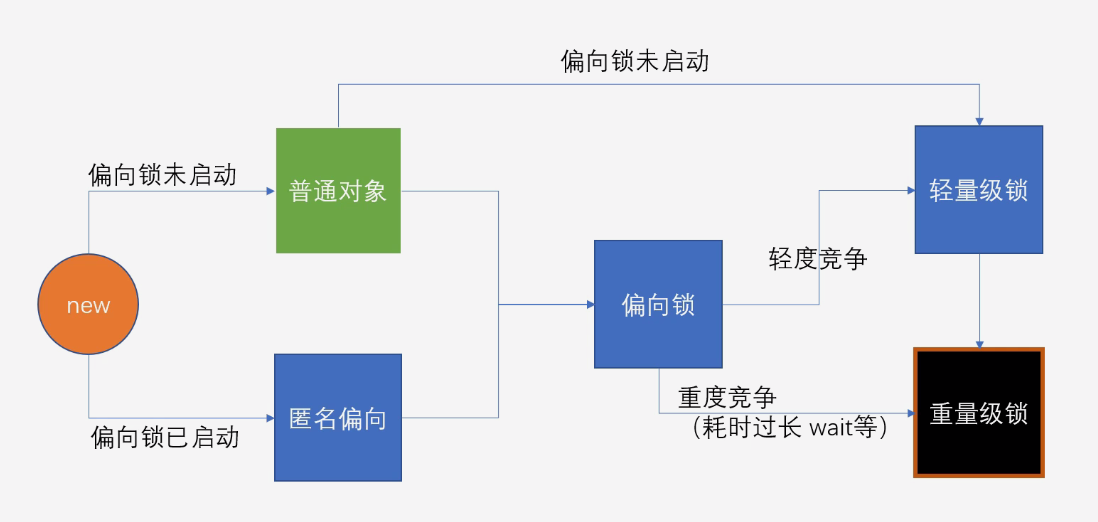 偏向锁未启动
偏向锁未启动
普通对象
轻量级锁
轻度竞争
new
偏向锁
重度竞争
（耗时过长 wait等）
匿名偏向
重量级锁
偏向锁已启动